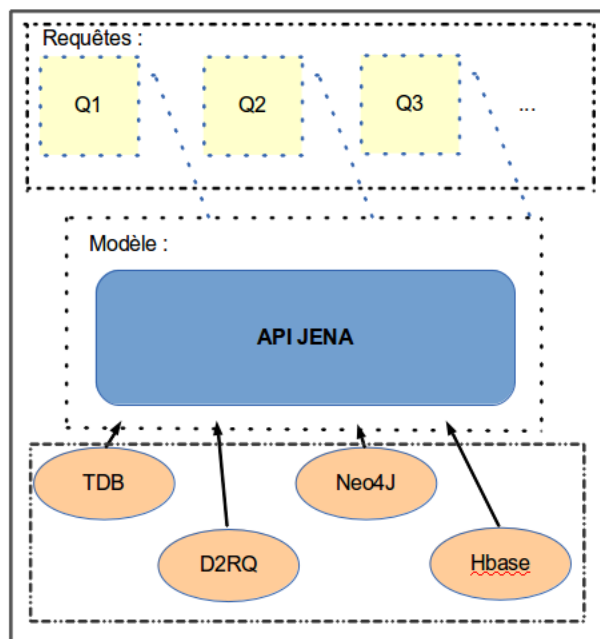 Requêtes :
Q1 Q2 Q3 ...
Modèle :
API JENA
TDB Neo4J
D2RQ Hbase